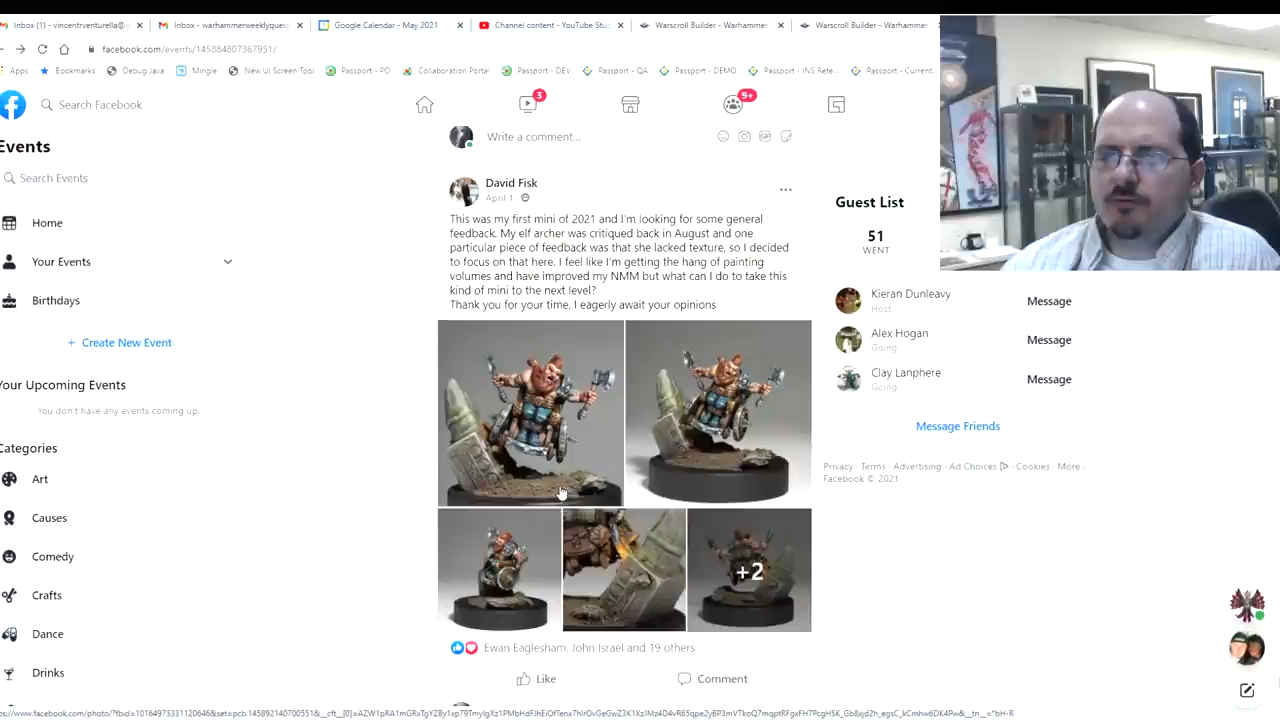 Inbox (1) - vincentrventurella@g
Inbox - warhammerweeklyques
Google Calendar - May 2021
Channel content - YouTube Stu
Warscroll Builder - Warhammer
Warscroll Builder - Warhammer
facebook.com/events/145884807367951/
Apps
Bookmarks
Debug Java
Mingle
New UI Screen Tool
Passport - PD
Collaboration Portal
Passport - DEV
Passport - QA
Passport - DEMO
Passport - INS Rete...
Passport - Current...
Search Facebook
3
9+
Events
Search Events
Home
Your Events
Birthdays
+ Create New Event
Your Upcoming Events
You don't have any events coming up.
Categories
Art
Causes
Comedy
Crafts
Dance
Drinks
Write a comment...
David Fisk
April 1
This was my first mini of 2021 and I'm looking for some general
feedback. My elf archer was critiqued back in August and one
particular piece of feedback was that she lacked texture, so I decided
to focus on that here. I feel like I'm getting the hang of painting
volumes and have improved my NMM but what can I do to take this
kind of mini to the next level?
Thank you for your time, I eagerly await your opinions
+2
Ewan Eaglesham, John Israel and 19 others
Like
Comment
Guest List
51
WENT
Kieran Dunleavy
Host
Message
Alex Hogan
Going
Message
Clay Lanphere
Going
Message
Message Friends
Privacy · Terms · Advertising · Ad Choices · Cookies · More ·
Facebook © 2021